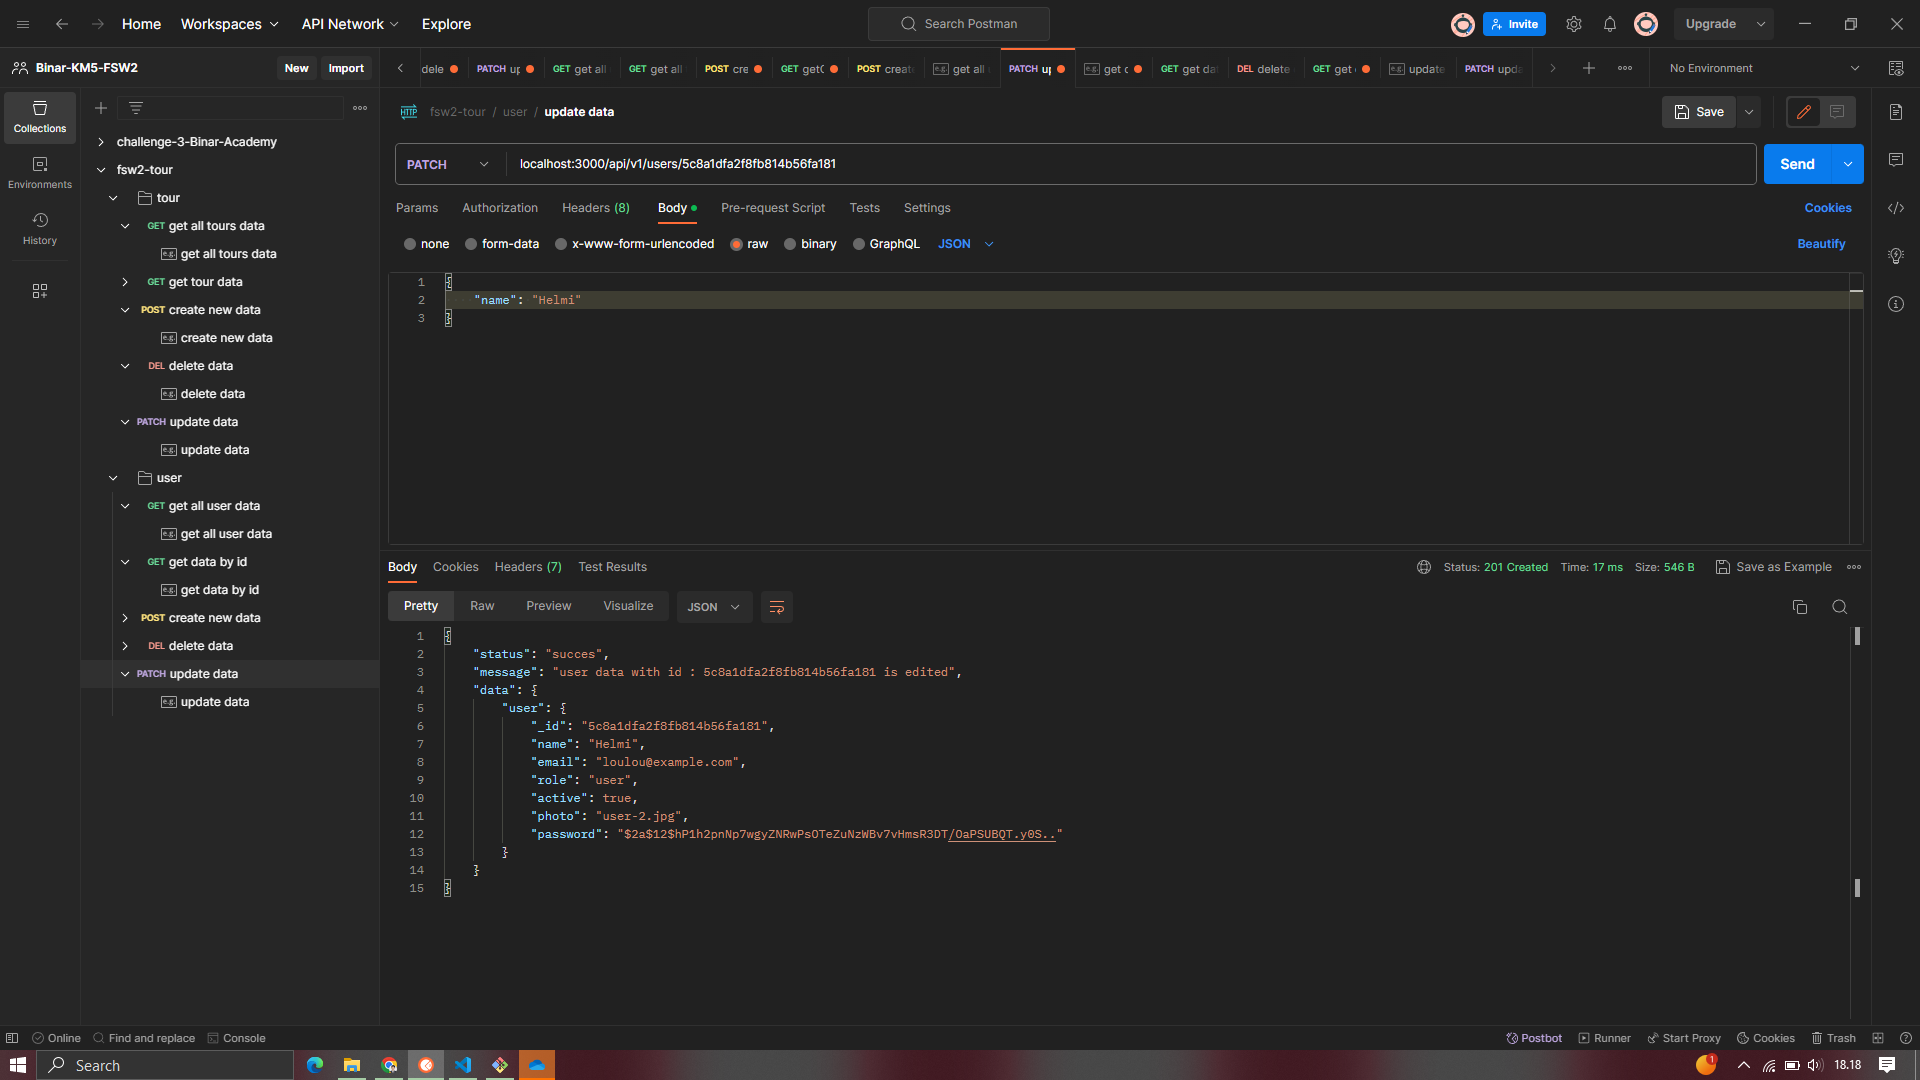 Home
Workspaces
API Network
Explore
Search Postman
Invite
Upgrade
Binar-KM5-FSW2
New
Import
dele
PATCH up
GET get all
GET get all
POST cre
GET getC
POST create
e.g. get all
PATCH up
e.g. get d
GET get da
DEL delete
GET get
e.g. update
PATCH upda
No Environment
Collections
Environments
History
challenge-3-Binar-Academy
fsw2-tour
tour
GET get all tours data
e.g. get all tours data
GET get tour data
POST create new data
e.g. create new data
DEL delete data
e.g. delete data
PATCH update data
e.g. update data
user
GET get all user data
e.g. get all user data
GET get data by id
e.g. get data by id
POST create new data
DEL delete data
PATCH update data
e.g. update data
HTTP fsw2-tour / user / update data
Save
PATCH
localhost:3000/api/v1/users/5c8a1dfa2f8fb814b56fa181
Send
Params
Authorization
Headers (8)
Body
Pre-request Script
Tests
Settings
Cookies
none
form-data
x-www-form-urlencoded
raw
binary
GraphQL
JSON
Beautify
1 {
2 "name": "Helmi"
3 }
Body
Cookies
Headers (7)
Test Results
Status: 201 Created
Time: 17 ms
Size: 546 B
Save as Example
Pretty
Raw
Preview
Visualize
JSON
1 {
2 "status": "succes",
3 "message": "user data with id : 5c8a1dfa2f8fb814b56fa181 is edited",
4 "data": {
5 "user": {
6 "_id": "5c8a1dfa2f8fb814b56fa181",
7 "name": "Helmi",
8 "email": "loulou@example.com",
9 "role": "user",
10 "active": true,
11 "photo": "user-2.jpg",
12 "password": "$2a$12$hP1h2pnNp7wgyZNRwPsOTeZuNzWBv7vHmsR3DT/OaPSUBQT.y0S.."
13 }
14 }
15 }
Online
Find and replace
Console
Postbot
Runner
Start Proxy
Cookies
Trash
Search
1
18.18